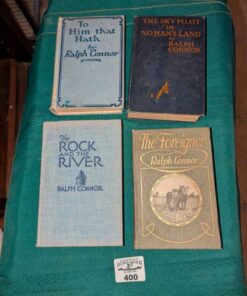 To
Him that
Hath
by
Ralph Connor
THE SKY PILOT
IN
NO MAN'S LAND
RALPH
CONNOR
The
ROCK
AND THE
RIVER
RALPH CONNOR
The Foreigner
Ralph Connor
400